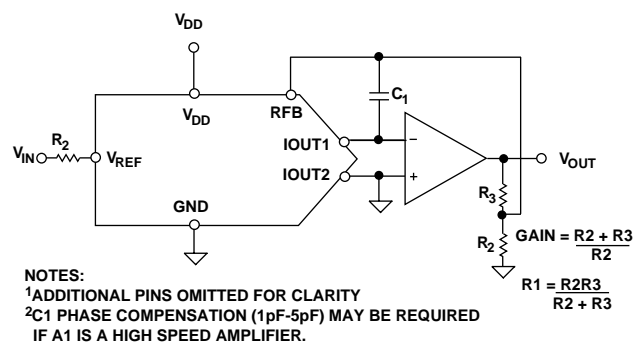 VDD
VDD
RFB
C1
VIN
R2
VREF
IOUT1
IOUT2
GND
−
+
VOUT
R3
R2
GAIN = R2 + R3
R2
R1 = R2R3
R2 + R3
NOTES:
1ADDITIONAL PINS OMITTED FOR CLARITY
2C1 PHASE COMPENSATION (1pF-5pF) MAY BE REQUIRED
IF A1 IS A HIGH SPEED AMPLIFIER.